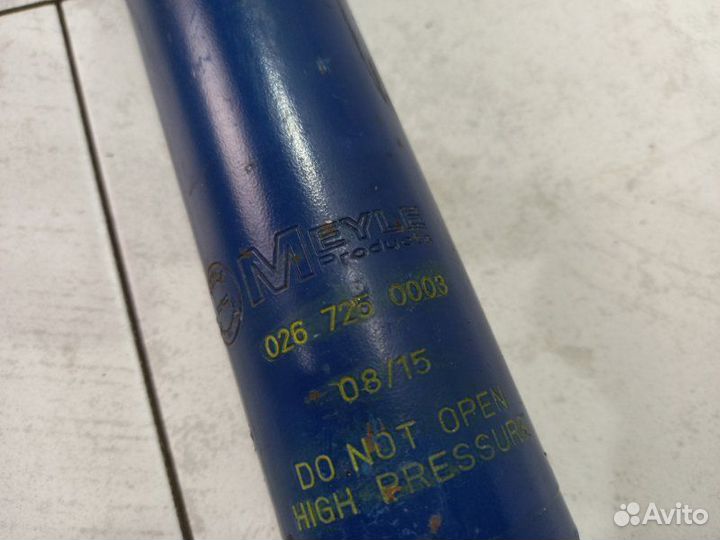 MEYLE
Products
026 725 0003
08/15
DO NOT OPEN
HIGH PRESSURE
Avito